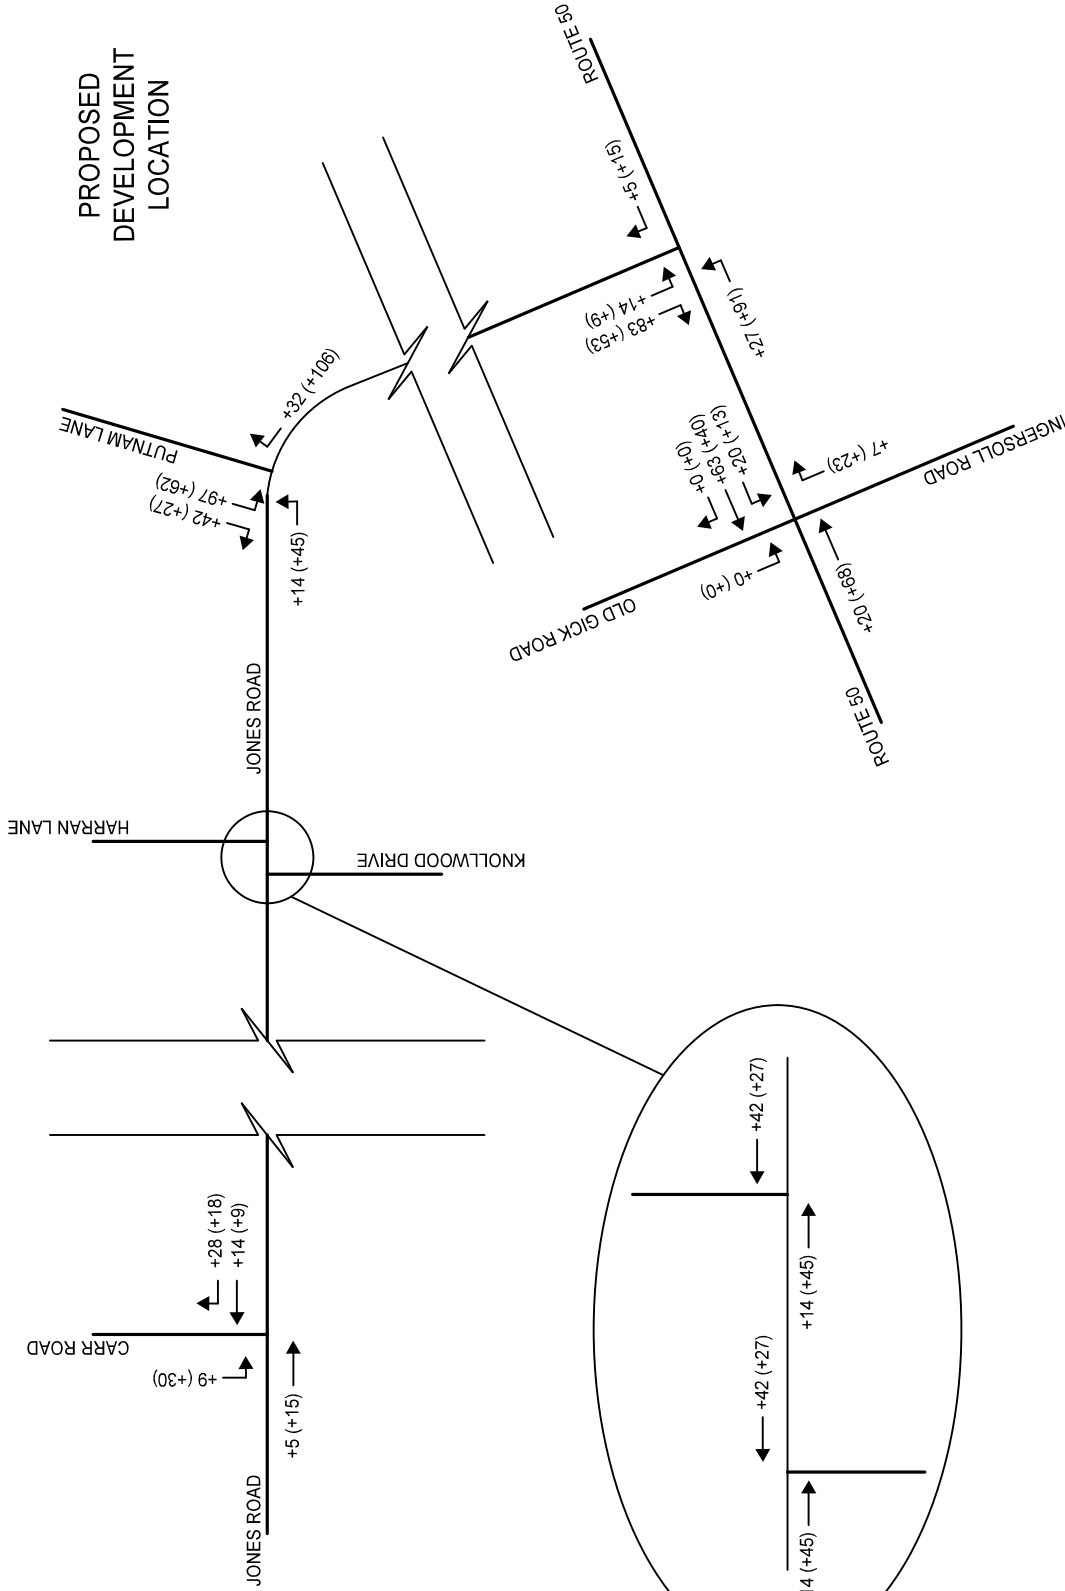 PROPOSED
DEVELOPMENT
LOCATION
ROUTE 50
+5 (+15)
+14 (+9)
+83 (+53)
+27 (+91)
+32 (+106)
PUTNAM LANE
+97 (+62)
+42 (+27)
+14 (+45)
+0 (+0)
+63 (+40)
+20 (+13)
+7 (+23)
INGERSOLL ROAD
+0 (+0)
OLD GICK ROAD
+20 (+68)
ROUTE 50
JONES ROAD
HARRAN LANE
KNOLLWOOD DRIVE
+28 (+18)
+14 (+9)
CARR ROAD
+9 (+30)
+5 (+15)
JONES ROAD
+42 (+27)
+14 (+45)
+42 (+27)
14 (+45)